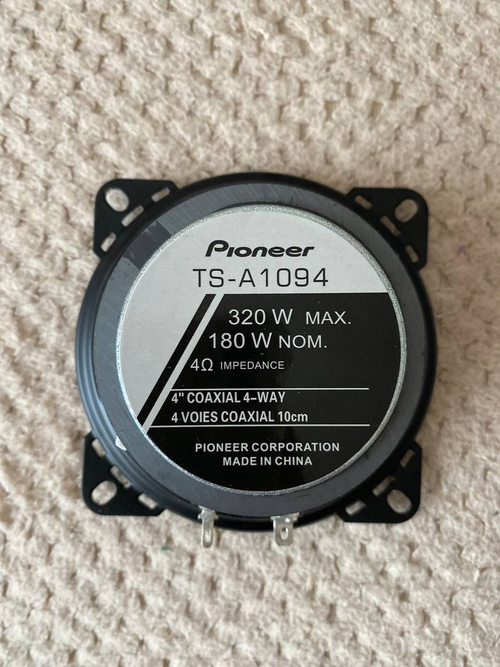 Pioneer
TS-A1094
320 W MAX.
180 W NOM.
4Ω IMPEDANCE
4" COAXIAL 4-WAY
4 VOIES COAXIAL 10cm
PIONEER CORPORATION
MADE IN CHINA